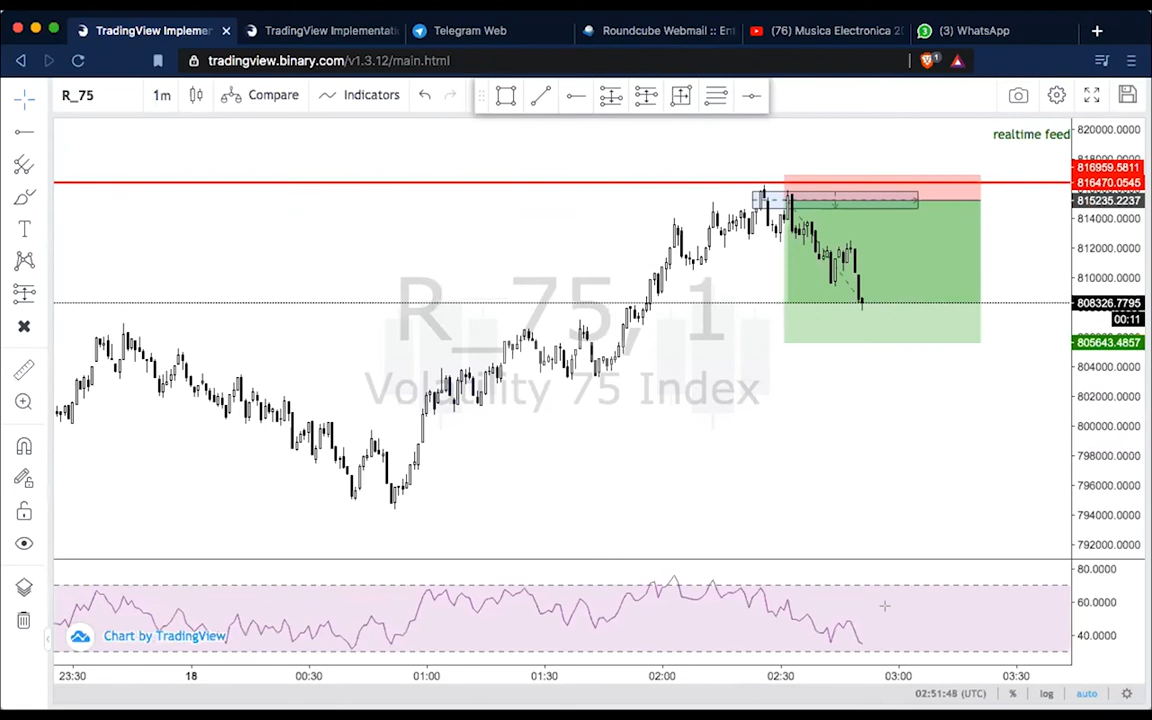 TradingView Implemer
TradingView Implementati
Telegram Web
Roundcube Webmail :: Ent
(76) Musica Electronica 20
(3) WhatsApp
tradingview.binary.com/v1.3.12/main.html
1
R_75
1m
Compare
Indicators
realtime feed
820000.0000
816959.5811
816470.0545
815235.2237
814000.0000
812000.0000
810000.0000
808326.7795
00:11
805643.4857
804000.0000
802000.0000
800000.0000
798000.0000
796000.0000
794000.0000
792000.0000
R_75, 1
Volatility 75 Index
80.0000
60.0000
40.0000
Chart by TradingView
23:30
18
00:30
01:00
01:30
02:00
02:30
03:00
03:30
02:51:48 (UTC)
%
log
auto